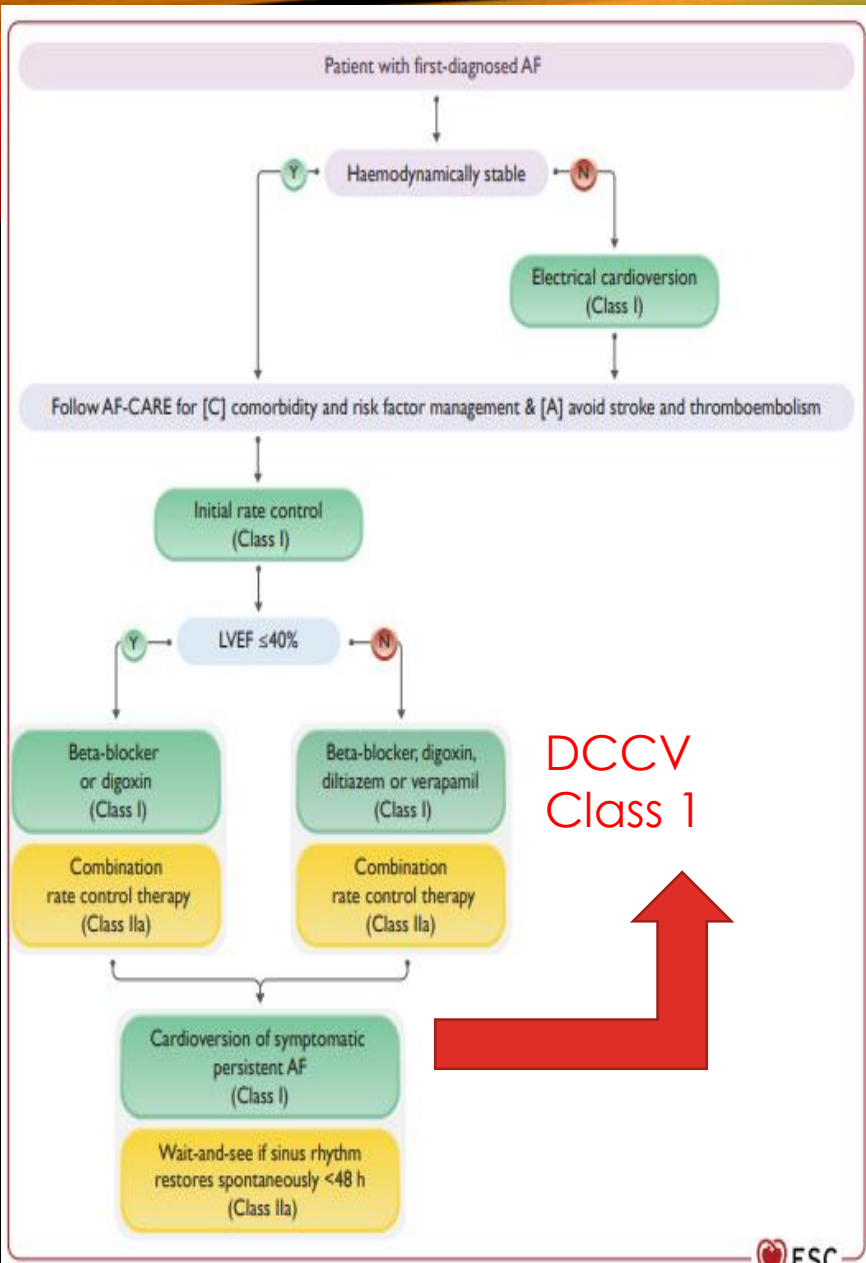 Patient with first-diagnosed AF
Y
Haemodynamically stable
N
Electrical cardioversion
(Class I)
Follow AF-CARE for [C] comorbidity and risk factor management & [A] avoid stroke and thromboembolism
Initial rate control
(Class I)
Y
LVEF ≤40%
N
Beta-blocker
or digoxin
(Class I)
Combination
rate control therapy
(Class IIa)
Beta-blocker, digoxin,
diltiazem or verapamil
(Class I)
Combination
rate control therapy
(Class IIa)
DCCV
Class 1
Cardioversion of symptomatic
persistent AF
(Class I)
Wait-and-see if sinus rhythm
restores spontaneously <48 h
(Class IIa)
ESC